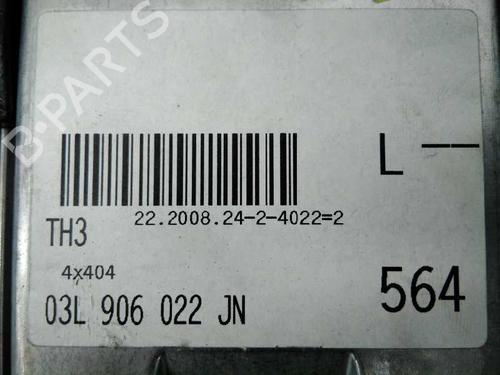 B-PARTS
L --
22.2008.24-2-4022=2
TH3
4x404
03L 906 022 JN
564